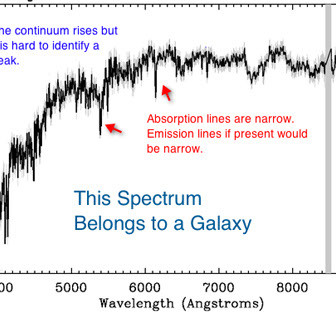 he continuum rises but
is hard to identify a
eak.
Absorption lines are narrow.
Emission lines if present would
be narrow.
This Spectrum
Belongs to a Galaxy
00 5000 6000 7000 8000
Wavelength (Angstroms)